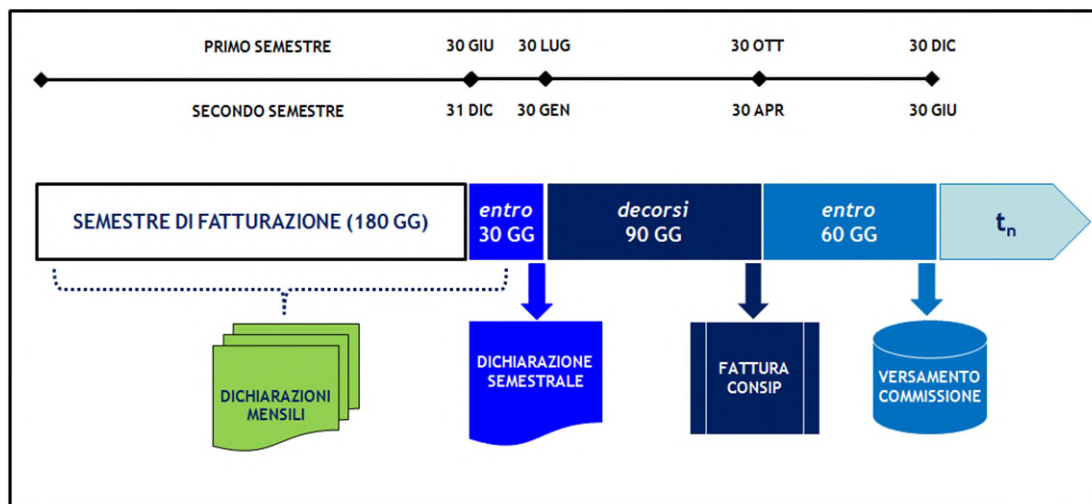 PRIMO SEMESTRE 30 GIU 30 LUG 30 OTT 30 DIC
SECONDO SEMESTRE 31 DIC 30 GEN 30 APR 30 GIU
SEMESTRE DI FATTURAZIONE (180 GG)
entro
30 GG
decorsi
90 GG
entro
60 GG
tn
DICHIARAZIONI
MENSILI
DICHIARAZIONE
SEMESTRALE
FATTURA
CONSIP
VERSAMENTO
COMMISSIONE